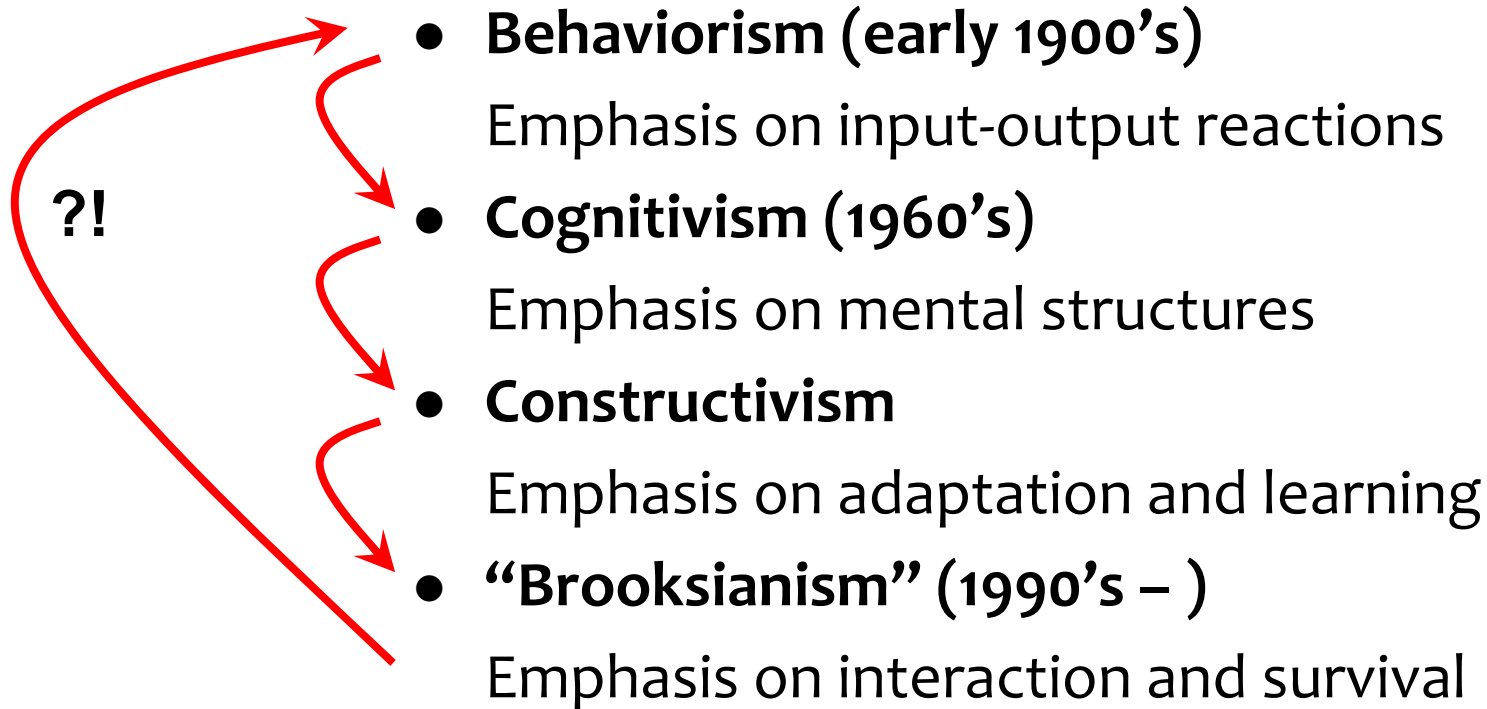 ● Behaviorism (early 1900’s)
Emphasis on input-output reactions
?!
● Cognitivism (1960’s)
Emphasis on mental structures
● Constructivism
Emphasis on adaptation and learning
● “Brooksianism” (1990’s – )
Emphasis on interaction and survival